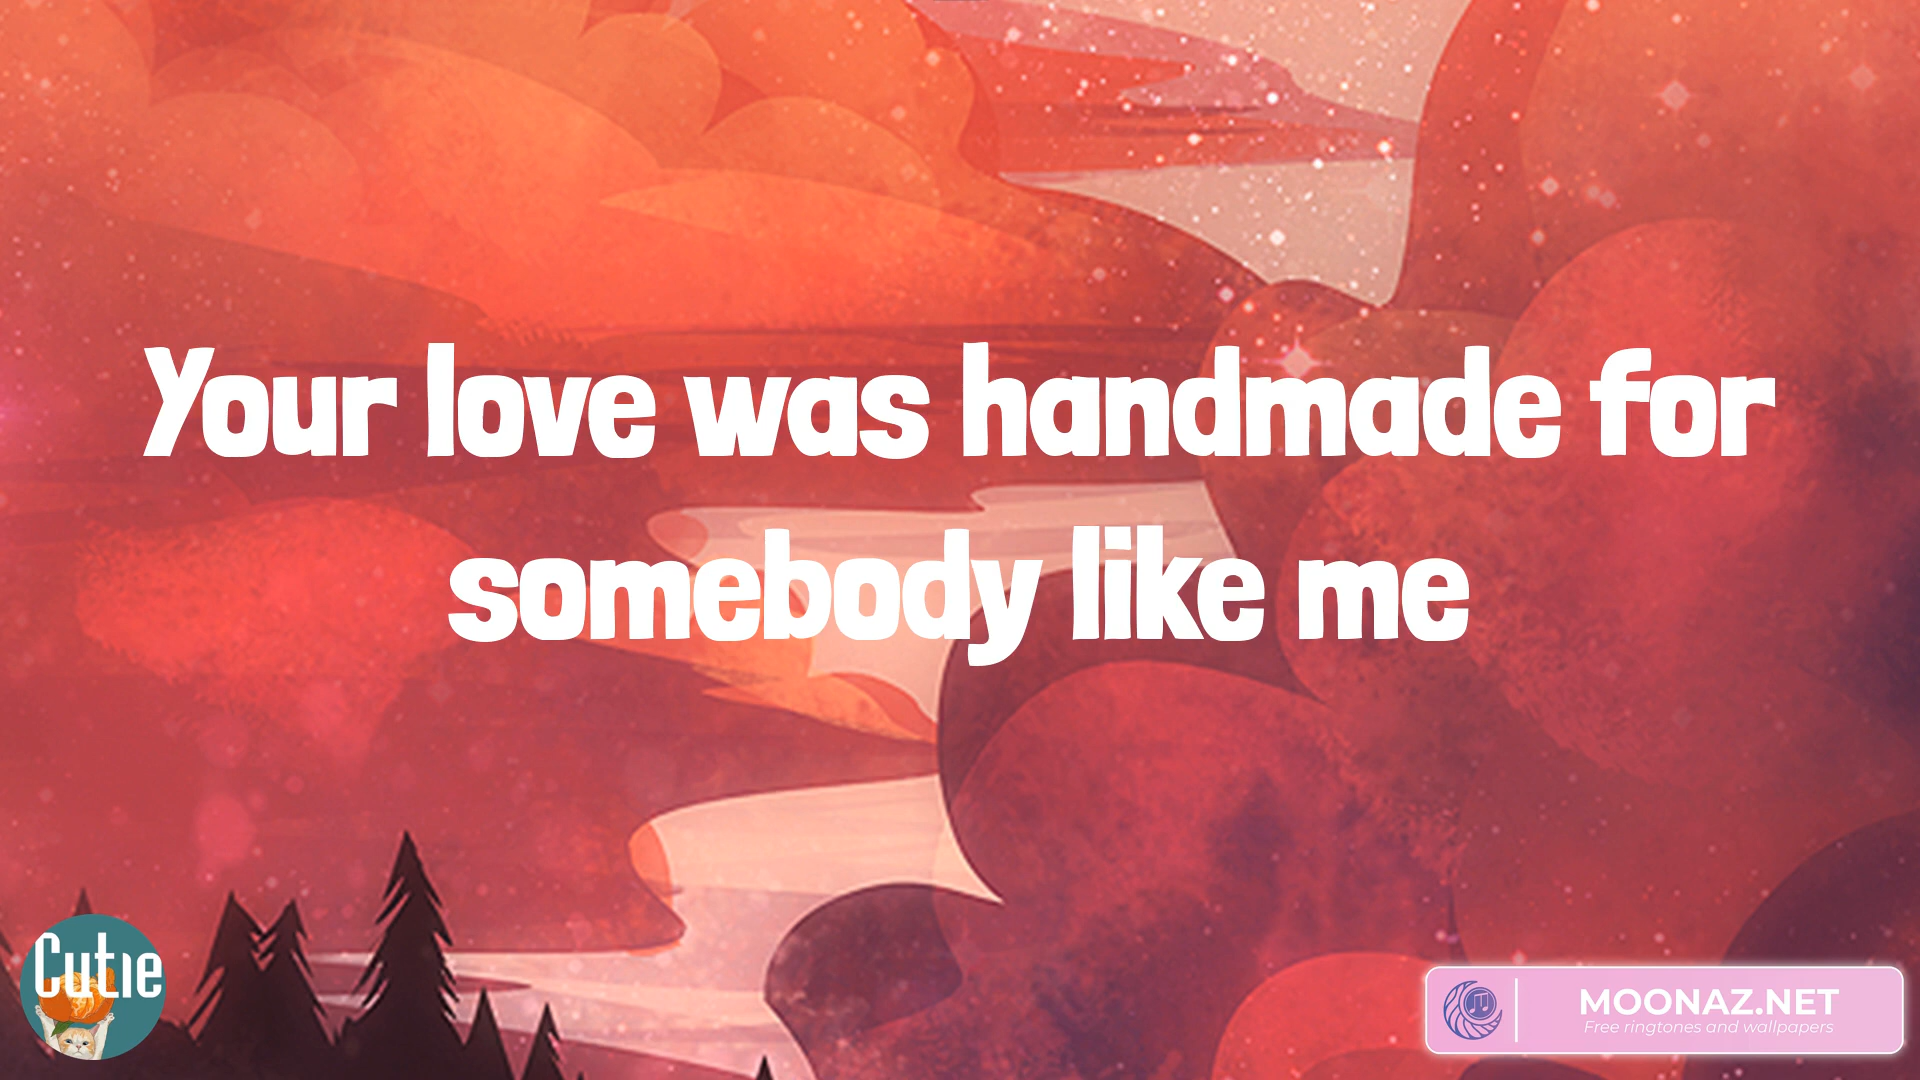 Your love was handmade for
somebody like me
Cutie
MOONAZ.NET
Free ringtones and wallpapers